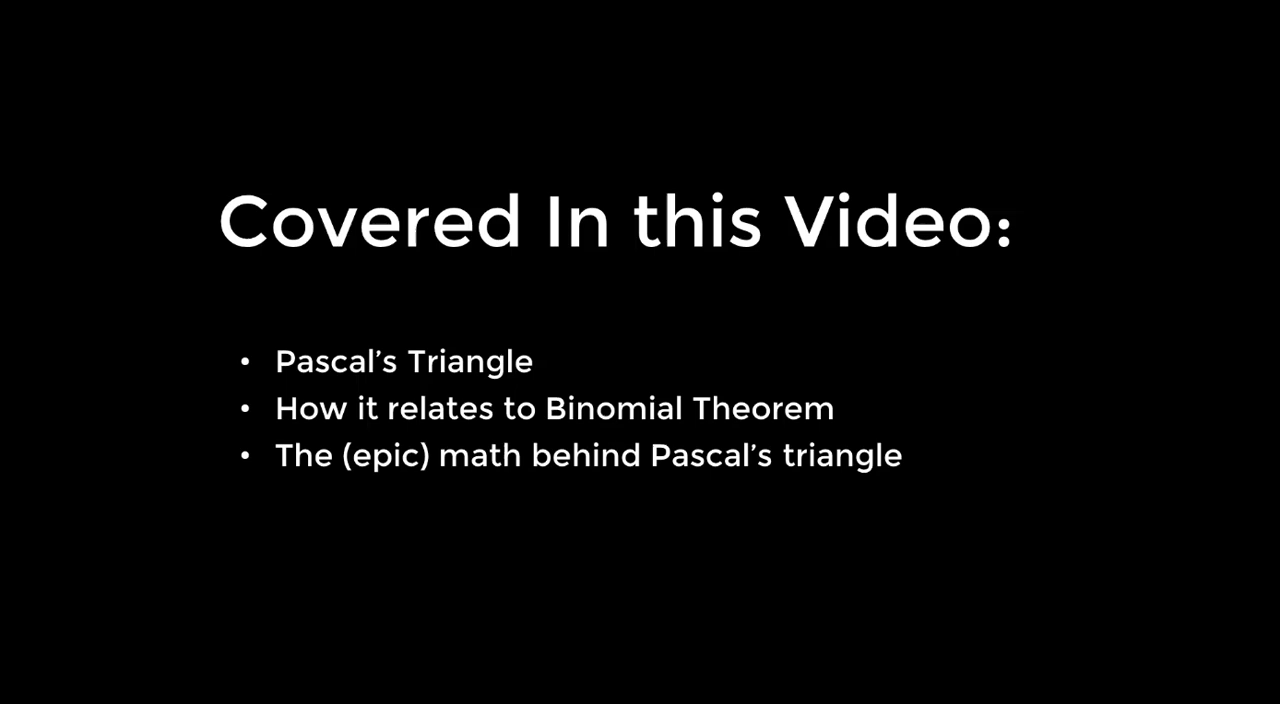 Covered In this Video:
• Pascal’s Triangle
• How it relates to Binomial Theorem
• The (epic) math behind Pascal’s triangle